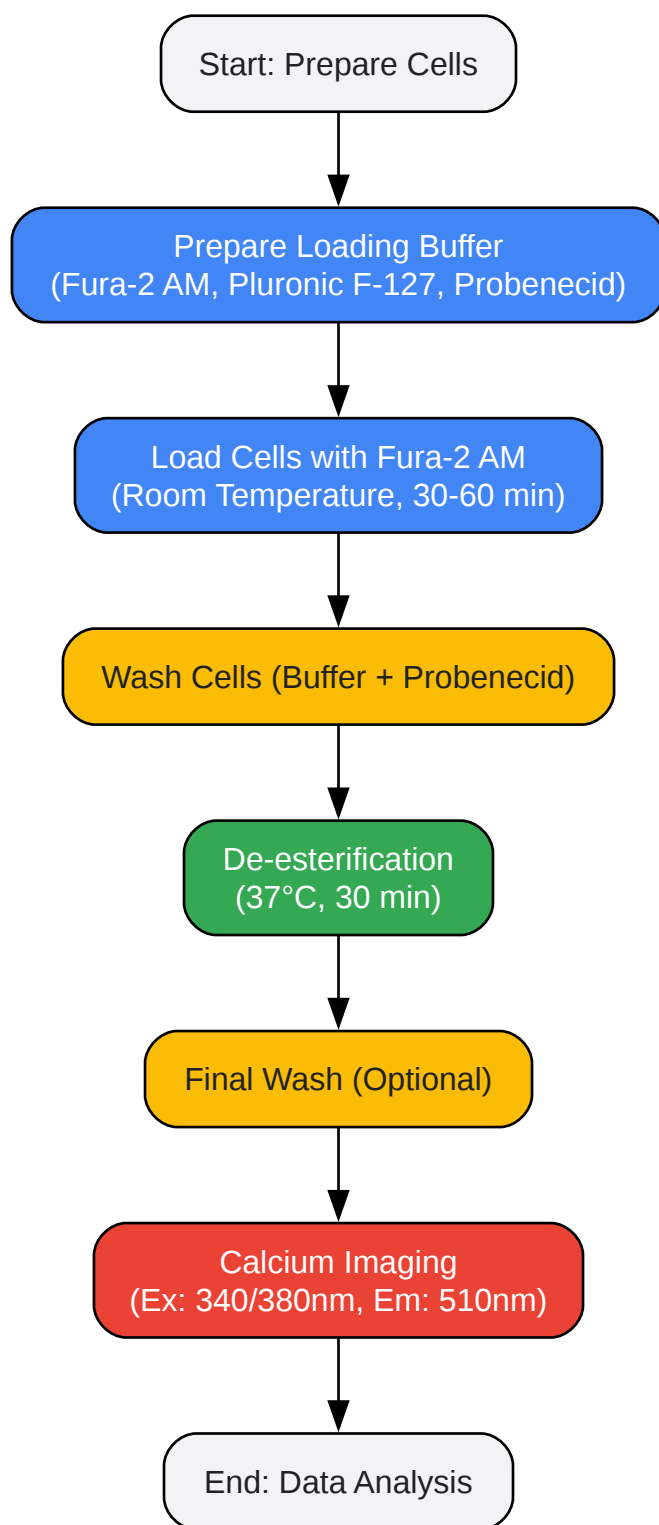 Start: Prepare Cells
Prepare Loading Buffer
(Fura-2 AM, Pluronic F-127, Probenecid)
Load Cells with Fura-2 AM
(Room Temperature, 30-60 min)
Wash Cells (Buffer + Probenecid)
De-esterification
(37°C, 30 min)
Final Wash (Optional)
Calcium Imaging
(Ex: 340/380nm, Em: 510nm)
End: Data Analysis